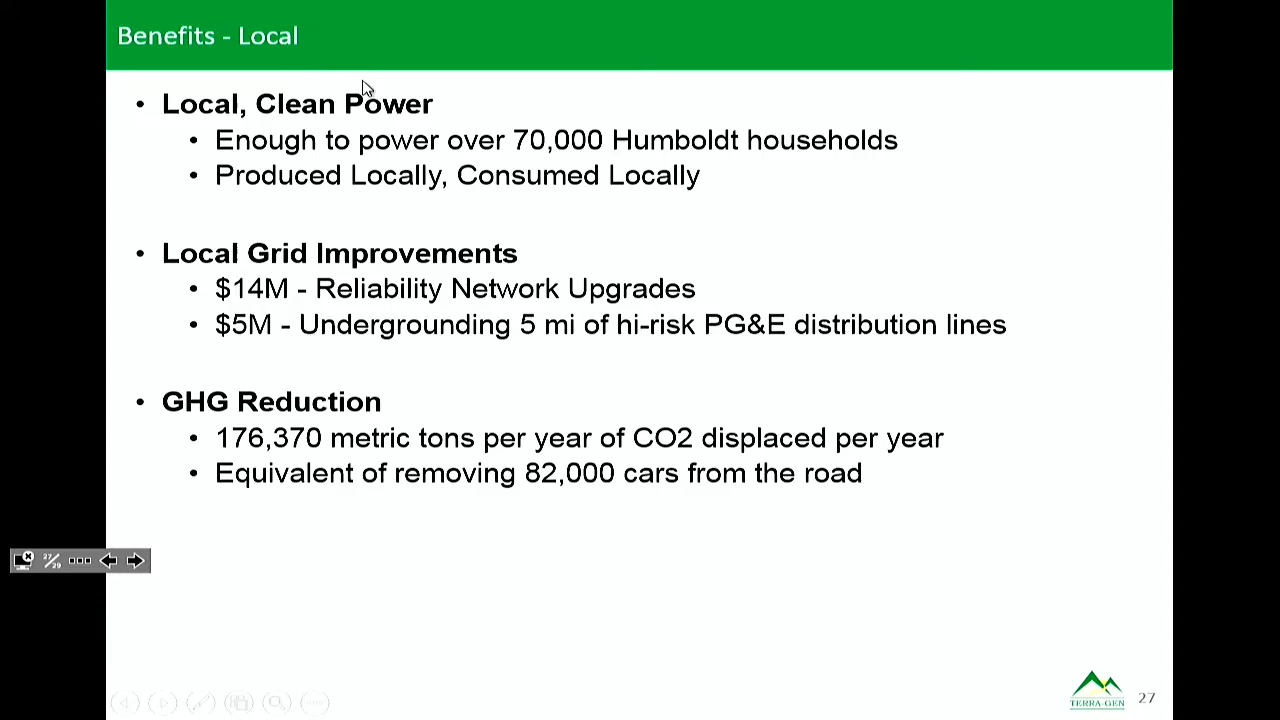 Benefits - Local
• Local, Clean Power
• Enough to power over 70,000 Humboldt households
• Produced Locally, Consumed Locally
• Local Grid Improvements
• $14M - Reliability Network Upgrades
• $5M - Undergrounding 5 mi of hi-risk PG&E distribution lines
• GHG Reduction
• 176,370 metric tons per year of CO2 displaced per year
• Equivalent of removing 82,000 cars from the road
27/29
TERRA-GEN
27